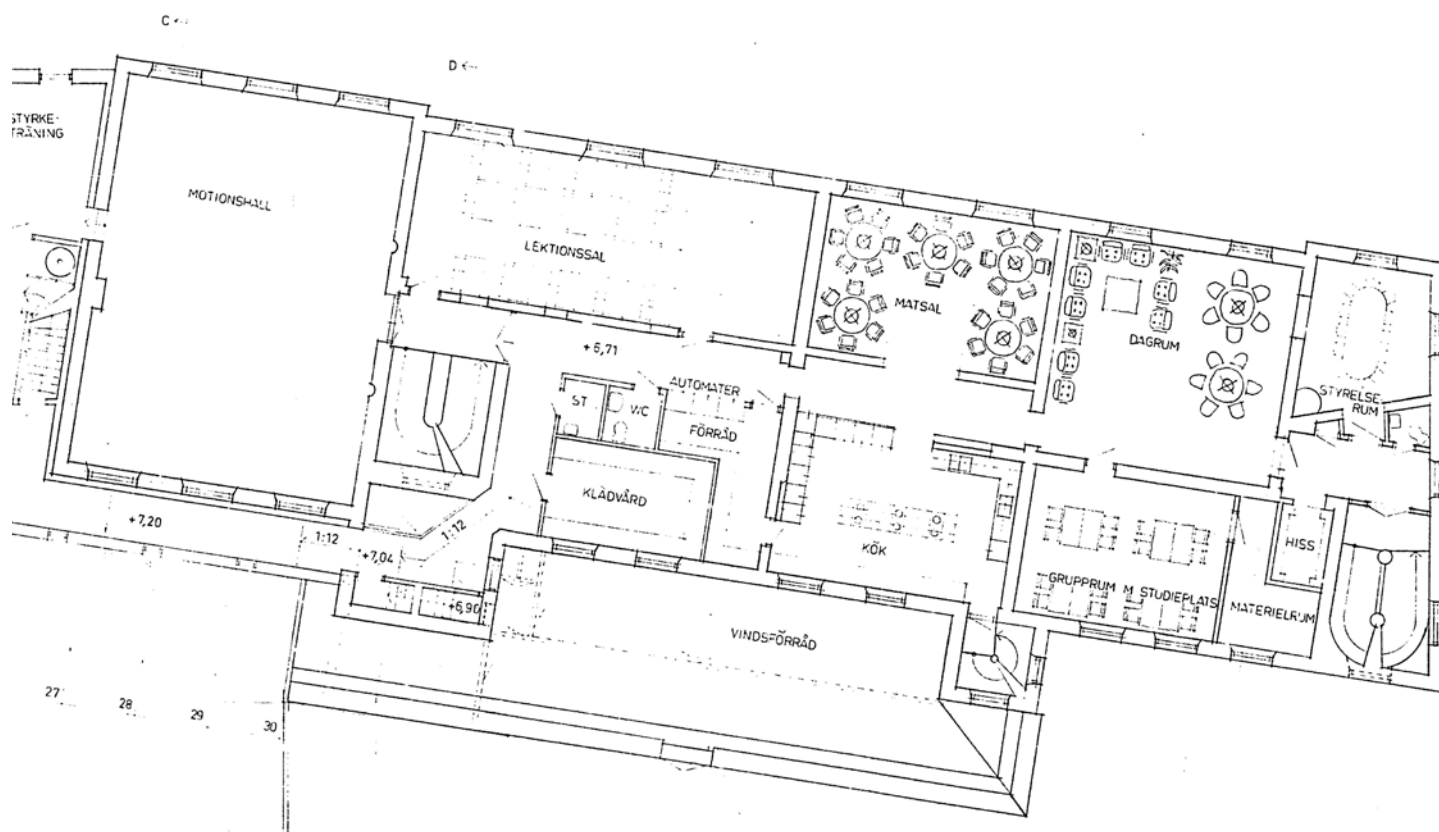 C
D
STYRKE-
TRÄNING
MOTIONSHALL
LEKTIONSSAL
MATSAL
DAGRUM
STYRELSE
RUM
+6,71
AUTOMATER
ST
WC
FÖRRÅD
KLÄDVÅRD
KÖK
HISS
GRUPPRUM M STUDIEPLATS
MATERIELRUM
+7,20
1:12
+7,04
1:12
+6,90
VINDSFÖRRÅD
27
28
29
30